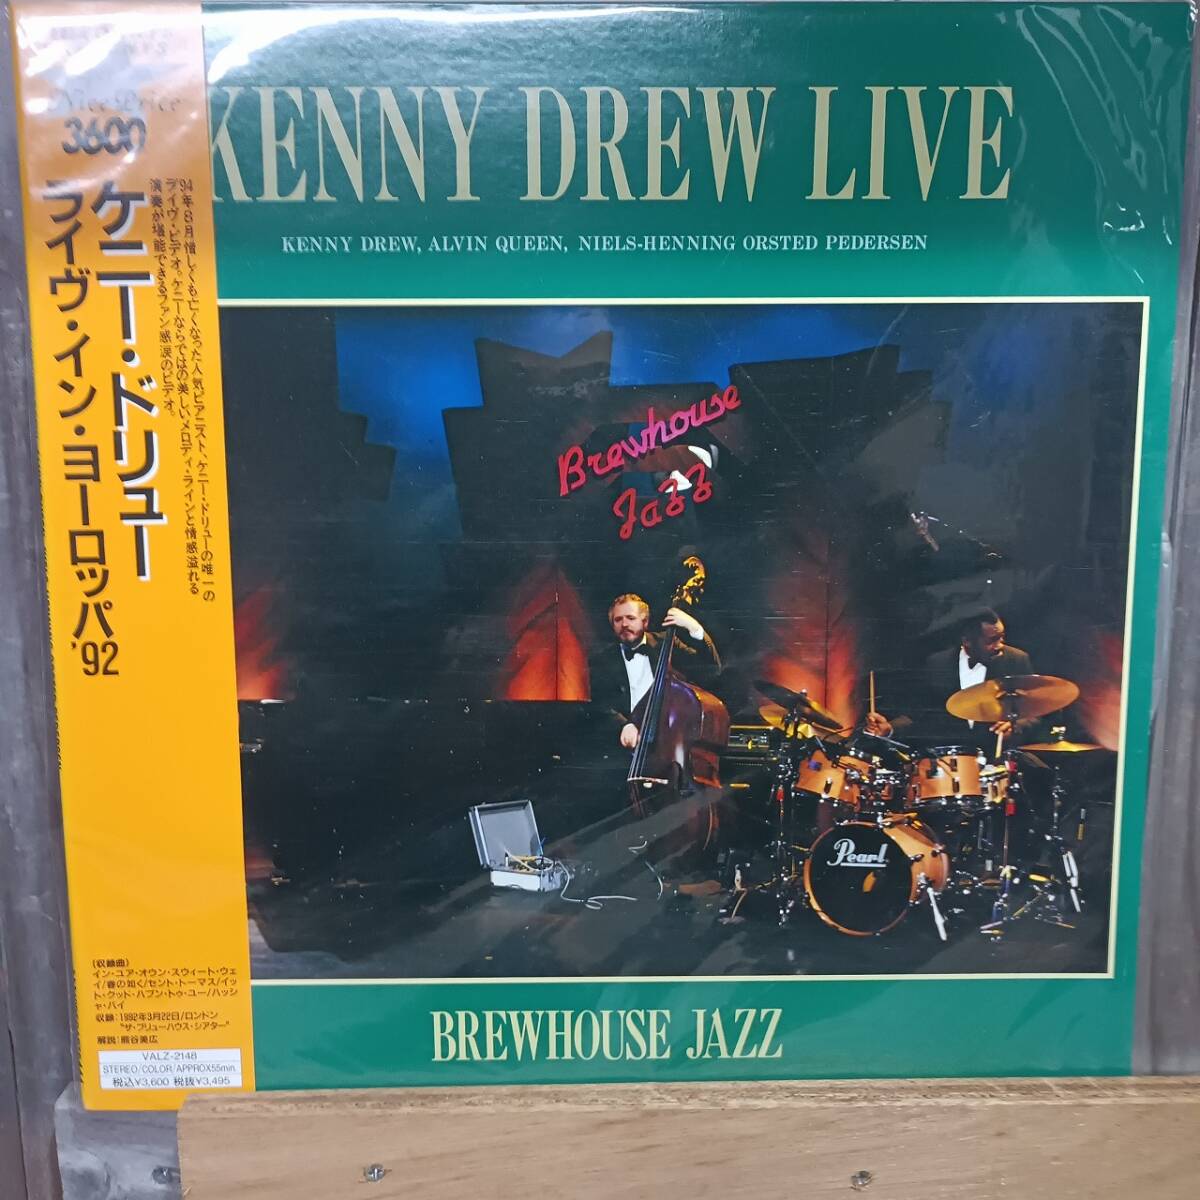 Nice Price
3600
ケニー・ドリュー
ライヴ・イン・ヨーロッパ'92
'94年8月惜しくも亡くなった人気ピアニスト、ケニー・ドリューの唯一の
ライヴ・ビデオ。ケニーならではの美しいメロディ・ラインと情感溢れる
演奏が堪能できるファン感涙のビデオ。
KENNY DREW LIVE
KENNY DREW, ALVIN QUEEN, NIELS-HENNING ORSTED PEDERSEN
Brewhouse
Jazz
Pearl
BREWHOUSE JAZZ
(収録曲)
イン・ユア・オウン・スウィート・ウェ
イ/春の如く/セント・トーマス/イッ
ト・クッド・ハプン・トゥ・ユー/ハッシ
ャ・バイ
収録:1992年3月22日/ロンドン
"ザ・ブリューハウス・シアター"
解説:熊谷美広
VALZ-2148
STEREO/COLOR/APPROX55min.
税込¥3,600 税抜¥3,495